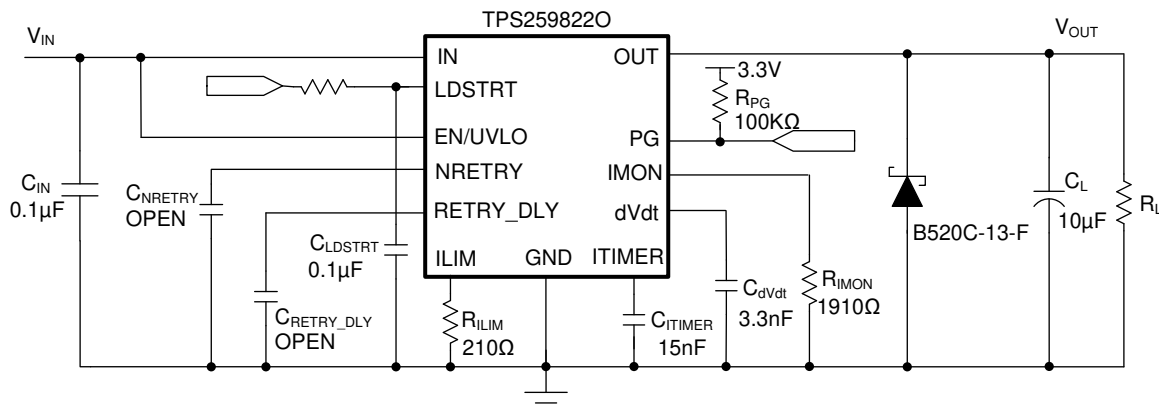 TPS259822O
V_IN
V_OUT
IN
OUT
3.3V
LDSTRT
R_PG
100KΩ
EN/UVLO
PG
NRETRY
IMON
C_IN
0.1µF
C_NRETRY
OPEN
C_L
10µF
R_L
RETRY_DLY
dVdt
B520C-13-F
C_LDSTRT
0.1µF
ILIM
GND
ITIMER
R_IMON
1910Ω
C_dVdt
3.3nF
C_RETRY_DLY
OPEN
R_ILIM
210Ω
C_ITIMER
15nF